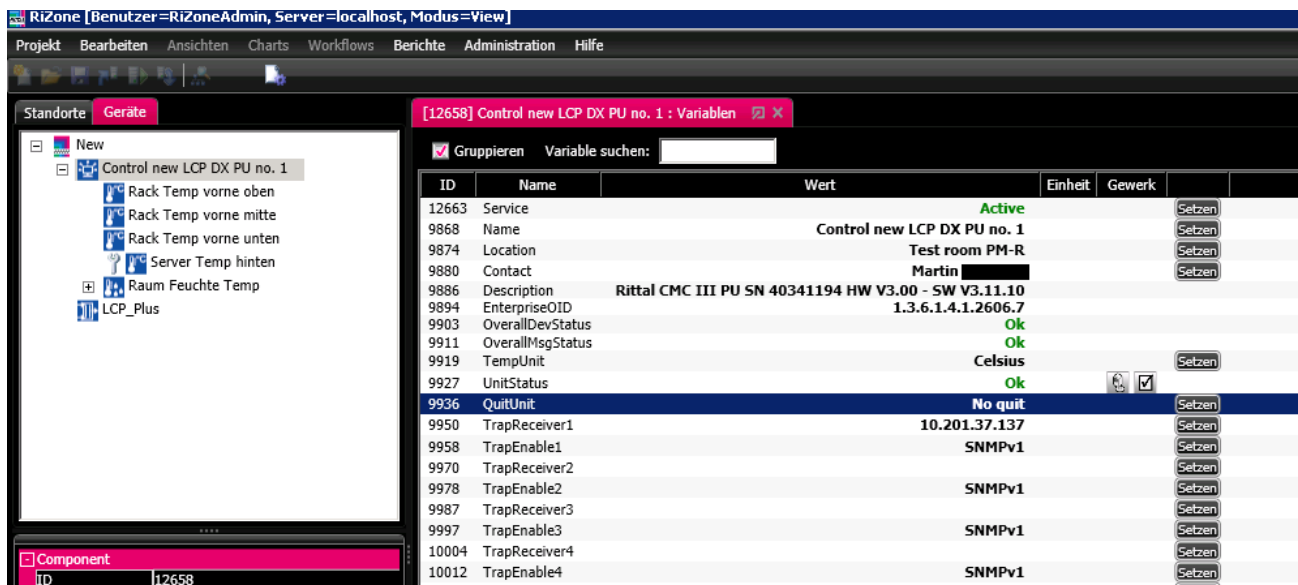 RiZone [Benutzer=RiZoneAdmin, Server=localhost, Modus=View]
Projekt Bearbeiten Ansichten Charts Workflows Berichte Administration Hilfe
Standorte Geräte
New
Control new LCP DX PU no. 1
Rack Temp vorne oben
Rack Temp vorne mitte
Rack Temp vorne unten
Server Temp hinten
Raum Feuchte Temp
LCP_Plus
Component
ID 12658
[12658] Control new LCP DX PU no. 1 : Variablen
Gruppieren Variable suchen:
ID Name Wert Einheit Gewerk
12663 Service Active Setzen
9868 Name Control new LCP DX PU no. 1 Setzen
9874 Location Test room PM-R Setzen
9880 Contact Martin Setzen
9886 Description Rittal CMC III PU SN 40341194 HW V3.00 - SW V3.11.10
9894 EnterpriseOID 1.3.6.1.4.1.2606.7
9903 OverallDevStatus Ok
9911 OverallMsgStatus Ok
9919 TempUnit Celsius Setzen
9927 UnitStatus Ok
9936 QuitUnit No quit Setzen
9950 TrapReceiver1 10.201.37.137 Setzen
9958 TrapEnable1 SNMPv1 Setzen
9970 TrapReceiver2 Setzen
9978 TrapEnable2 SNMPv1 Setzen
9987 TrapReceiver3 Setzen
9997 TrapEnable3 SNMPv1 Setzen
10004 TrapReceiver4 Setzen
10012 TrapEnable4 SNMPv1 Setzen